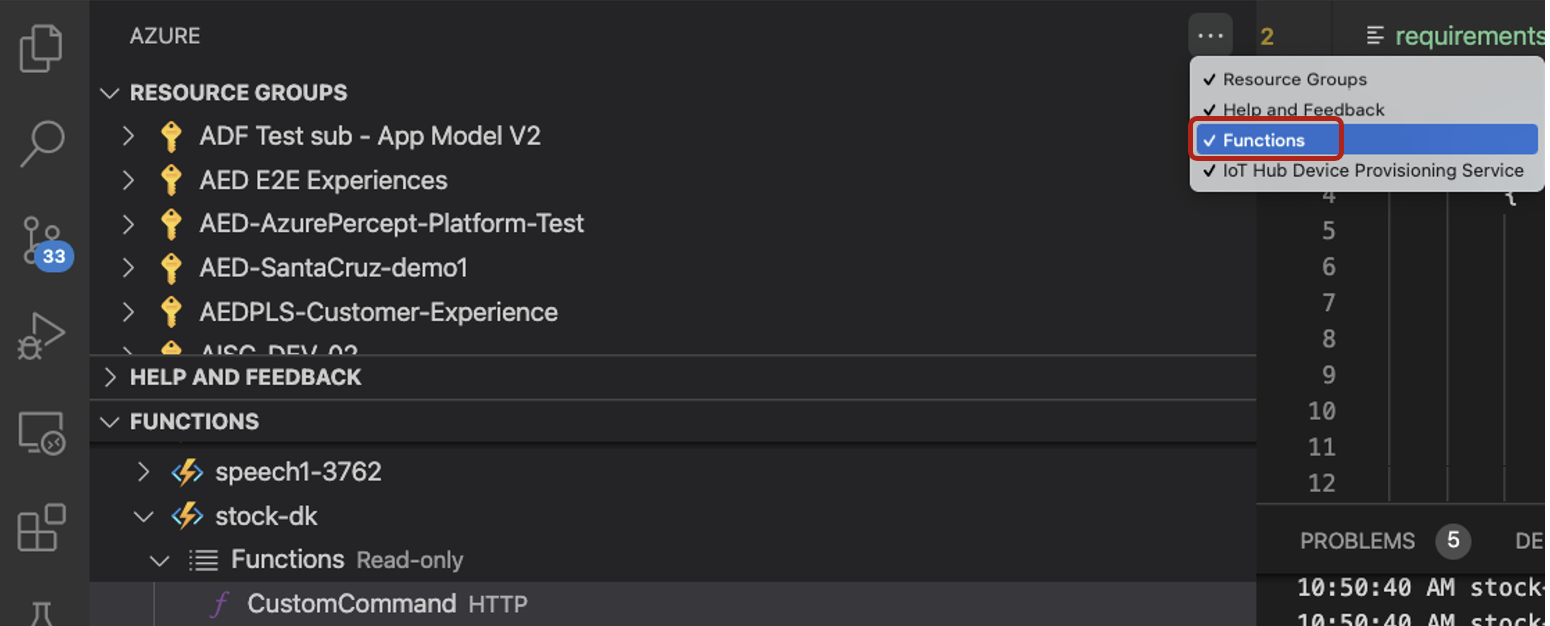 AZURE
...
2
requirements
RESOURCE GROUPS
✓ Resource Groups
✓ Help and Feedback
✓ Functions
✓ IoT Hub Device Provisioning Service
ADF Test sub - App Model V2
AED E2E Experiences
AED-AzurePercept-Platform-Test
AED-SantaCruz-demo1
AEDPLS-Customer-Experience
AISC-DEV-02
33
HELP AND FEEDBACK
FUNCTIONS
speech1-3762
stock-dk
Functions Read-only
CustomCommand HTTP
4 {
5
6
7
8
9
10
11
12
PROBLEMS 5 DE
10:50:40 AM stock-
10:50:40 AM stock-